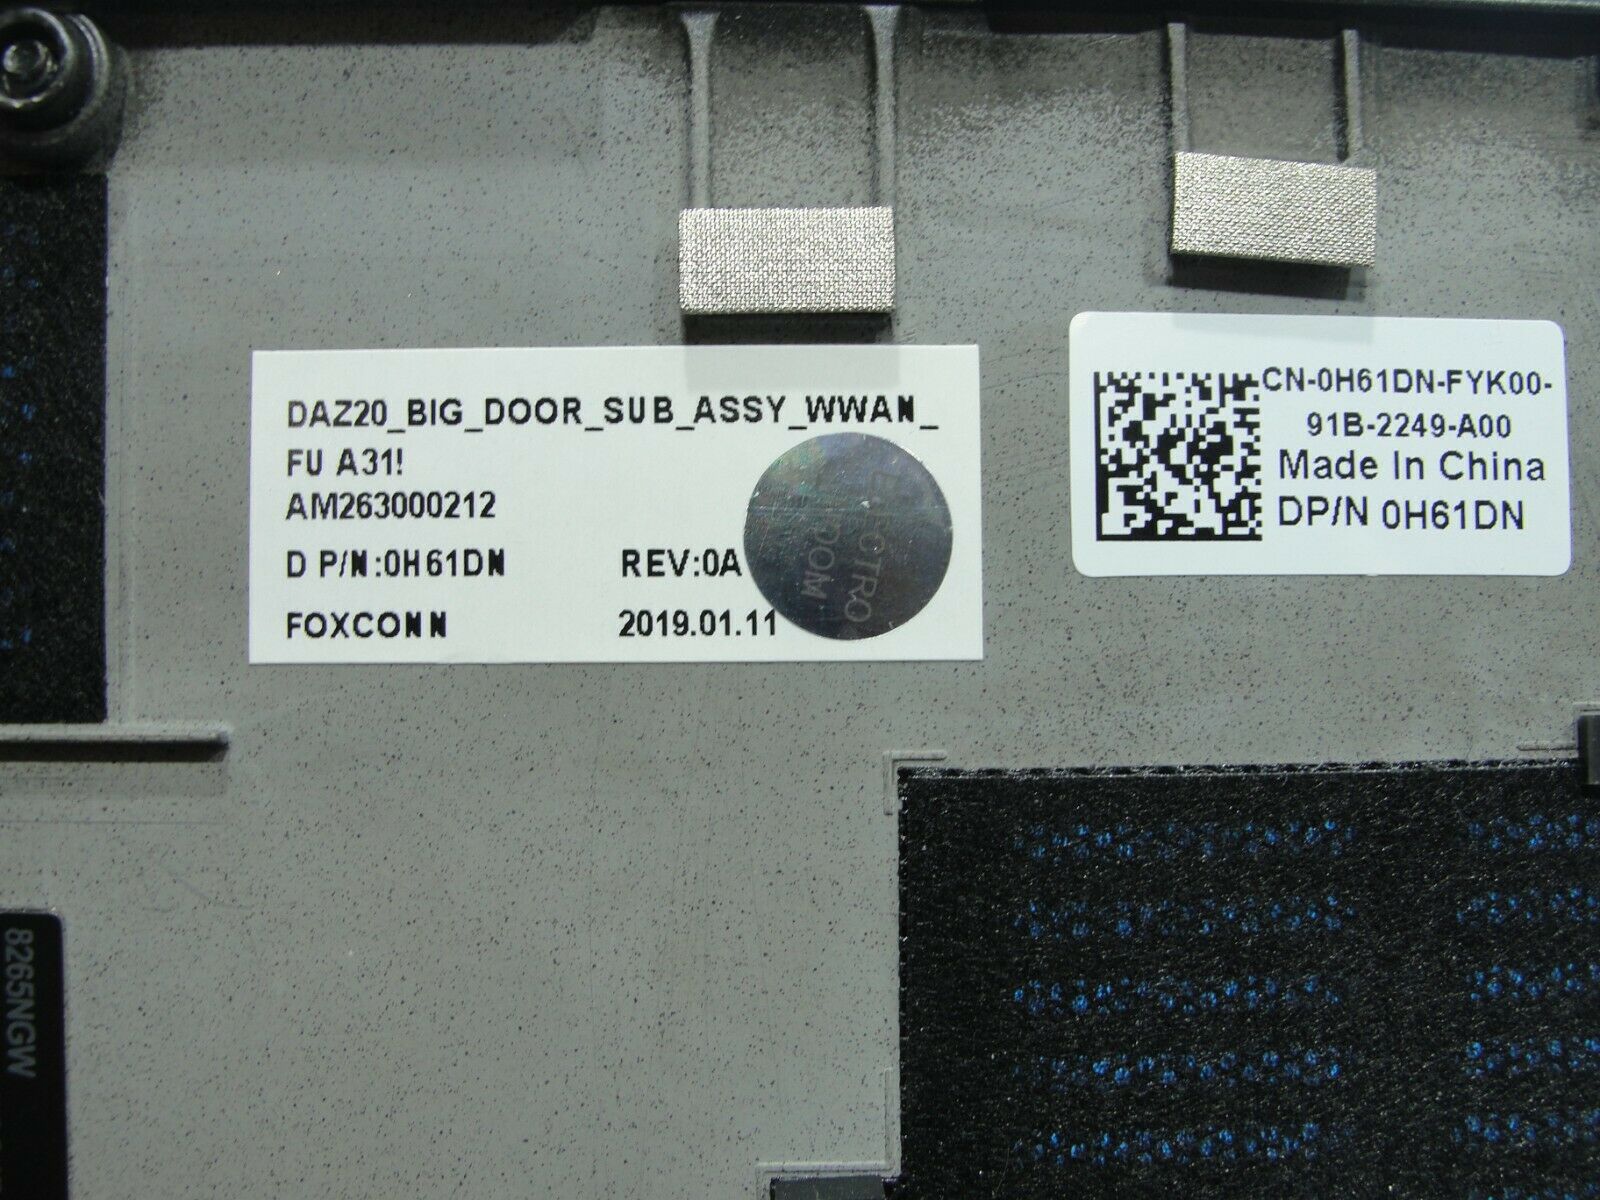 DAZ20_BIG_DOOR_SUB_ASSY_WWAN_
FU A31!
AM263000212
D P/N:0H61DN REV:0A
FOXCONN 2019.01.11
CN-0H61DN-FYK00-
91B-2249-A00
Made In China
DP/N 0H61DN
8265NGW